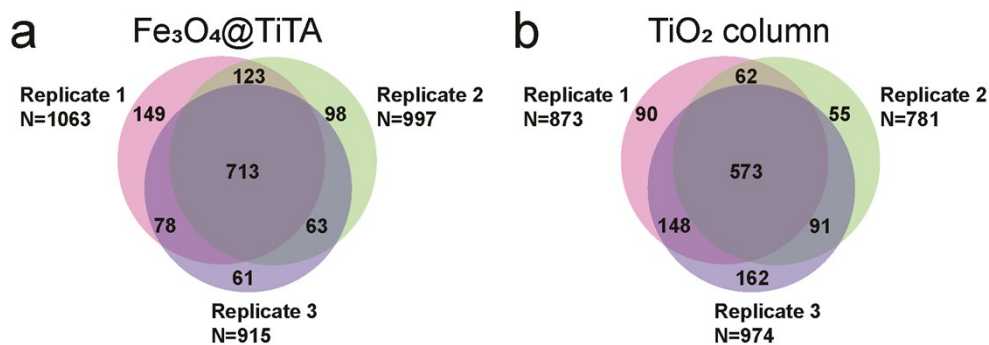 a
Fe₃O₄@TiTA
123
Replicate 1
N=1063
149
98
Replicate 2
N=997
713
78
63
61
Replicate 3
N=915
b
TiO₂ column
62
Replicate 1
N=873
90
55
Replicate 2
N=781
573
148
91
162
Replicate 3
N=974